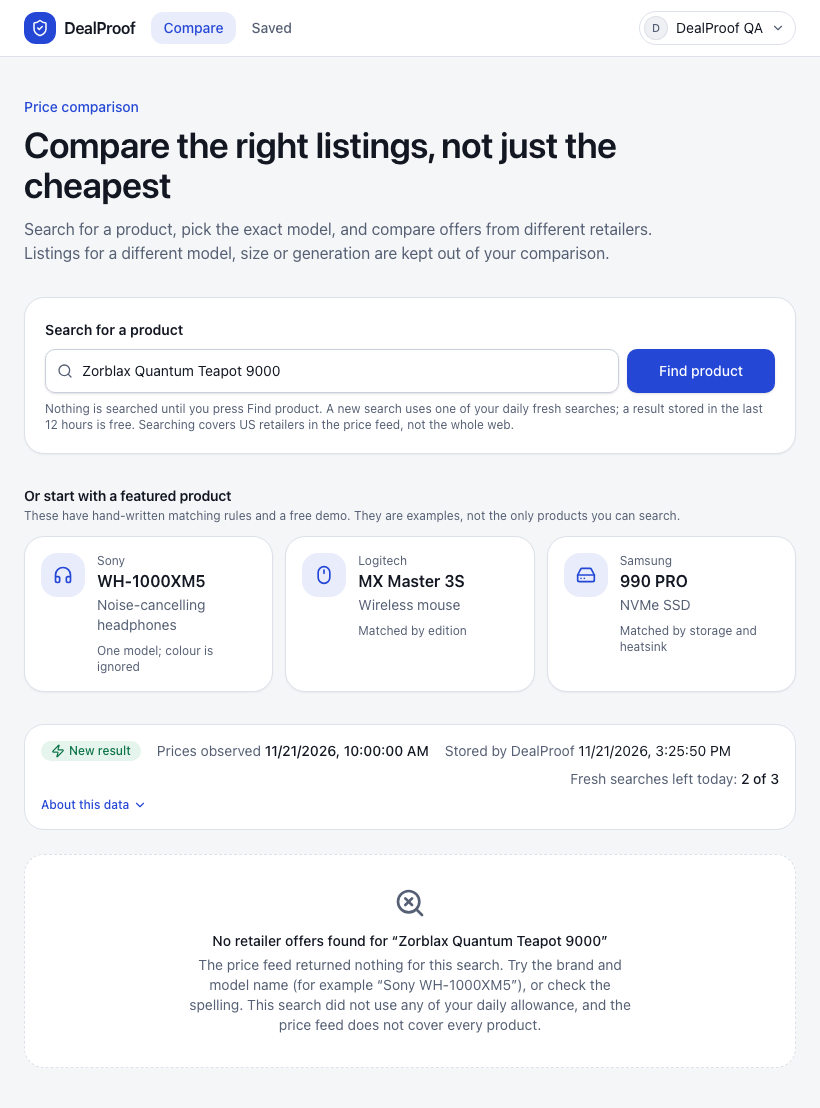 DealProof
Compare
Saved
D
DealProof QA
Price comparison
Compare the right listings, not just the
cheapest
Search for a product, pick the exact model, and compare offers from different retailers.
Listings for a different model, size or generation are kept out of your comparison.
Search for a product
Zorblax Quantum Teapot 9000
Find product
Nothing is searched until you press Find product. A new search uses one of your daily fresh searches; a result stored in the last
12 hours is free. Searching covers US retailers in the price feed, not the whole web.
Or start with a featured product
These have hand-written matching rules and a free demo. They are examples, not the only products you can search.
Sony
WH-1000XM5
Noise-cancelling
headphones
One model; colour is
ignored
Logitech
MX Master 3S
Wireless mouse
Matched by edition
Samsung
990 PRO
NVMe SSD
Matched by storage and
heatsink
New result
Prices observed 11/21/2026, 10:00:00 AM
Stored by DealProof 11/21/2026, 3:25:50 PM
Fresh searches left today: 2 of 3
About this data
No retailer offers found for “Zorblax Quantum Teapot 9000”
The price feed returned nothing for this search. Try the brand and
model name (for example “Sony WH-1000XM5”), or check the
spelling. This search did not use any of your daily allowance, and the
price feed does not cover every product.